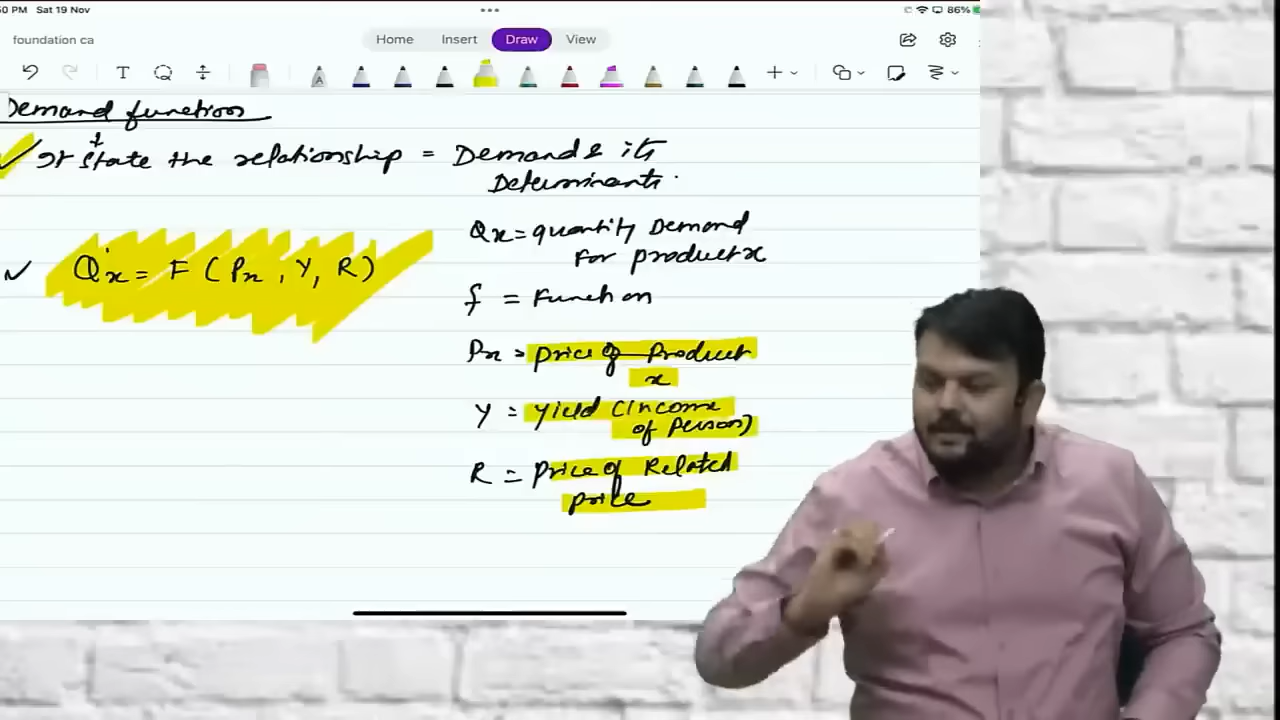 50 PM Sat 19 Nov
86%
foundation ca
Home Insert Draw View
T
A
Demand function
It state the relationship = Demand & its
Determinants.
Qx = quantity Demand
for product x
Qx = F (Px, Y, R)
f = Function
Px = Price of Product
x
Y = Yield (Income
of Person)
R = Price of Related
price